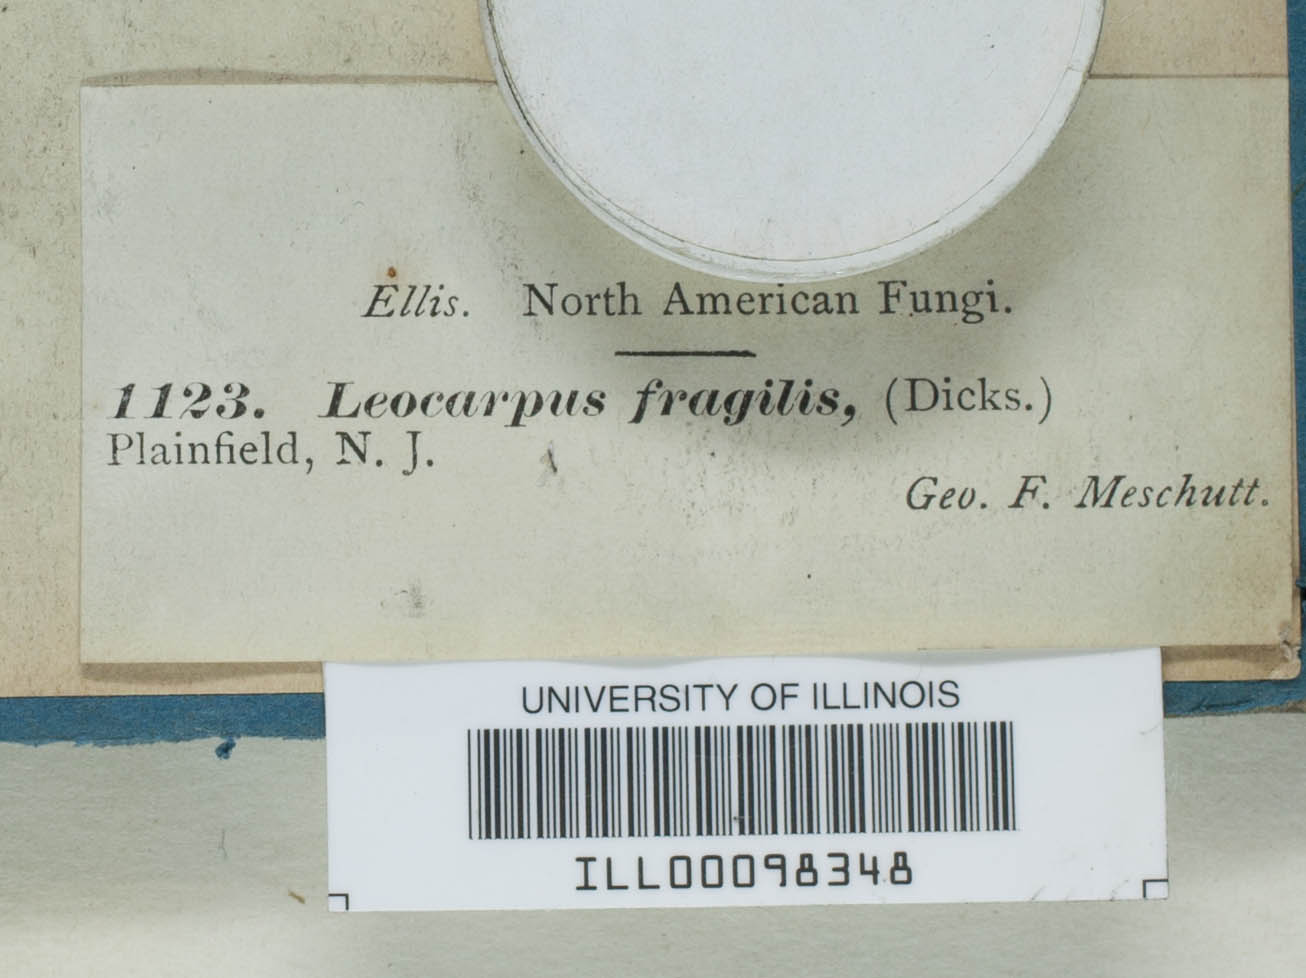 Ellis. North American Fungi.
1123. Leocarpus fragilis, (Dicks.)
Plainfield, N. J.
Geo. F. Meschutt.
UNIVERSITY OF ILLINOIS
ILL00098348